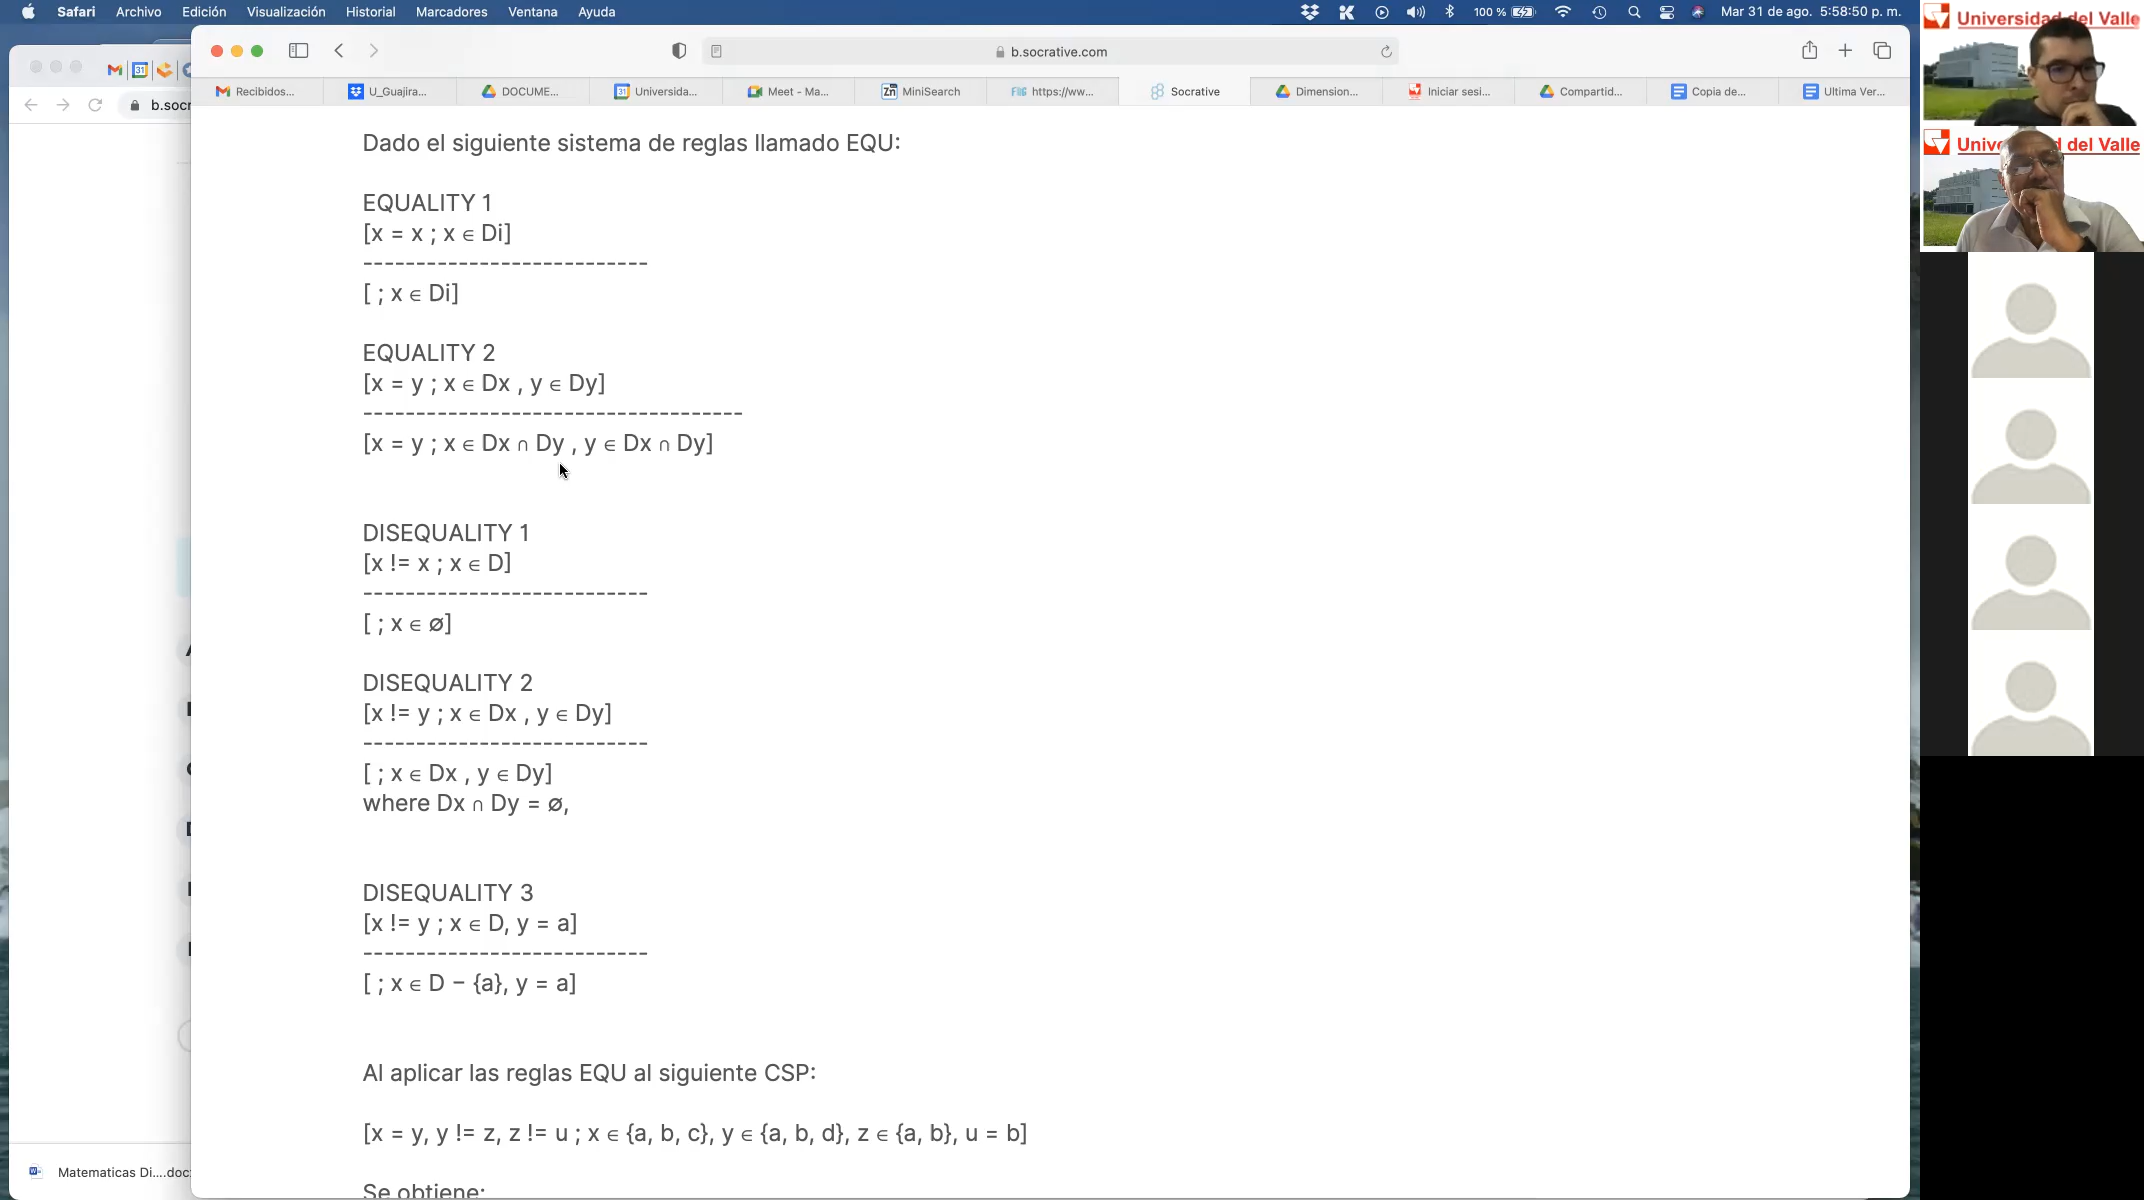 Safari Archivo Edición Visualización Historial Marcadores Ventana Ayuda
100 % Mar 31 de ago. 5:58:50 p. m.
b.socrative.com
Recibidos... U_Guajira... DOCUME... Universida... Meet - Ma... MiniSearch https://ww... Socrative Dimension... Iniciar sesi... Compartid... Copia de... Ultima Ver...
b.socr
Dado el siguiente sistema de reglas llamado EQU:
EQUALITY 1
[x = x ; x ∈ Di]
---------------------------
[ ; x ∈ Di]
EQUALITY 2
[x = y ; x ∈ Dx , y ∈ Dy]
------------------------------------
[x = y ; x ∈ Dx ∩ Dy , y ∈ Dx ∩ Dy]
DISEQUALITY 1
[x != x ; x ∈ D]
---------------------------
[ ; x ∈ ∅]
DISEQUALITY 2
[x != y ; x ∈ Dx , y ∈ Dy]
---------------------------
[ ; x ∈ Dx , y ∈ Dy]
where Dx ∩ Dy = ∅,
DISEQUALITY 3
[x != y ; x ∈ D, y = a]
---------------------------
[ ; x ∈ D − {a}, y = a]
Al aplicar las reglas EQU al siguiente CSP:
[x = y, y != z, z != u ; x ∈ {a, b, c}, y ∈ {a, b, d}, z ∈ {a, b}, u = b]
Se obtiene:
Matematicas Di....doc
Universidad del Valle
Unive d del Valle